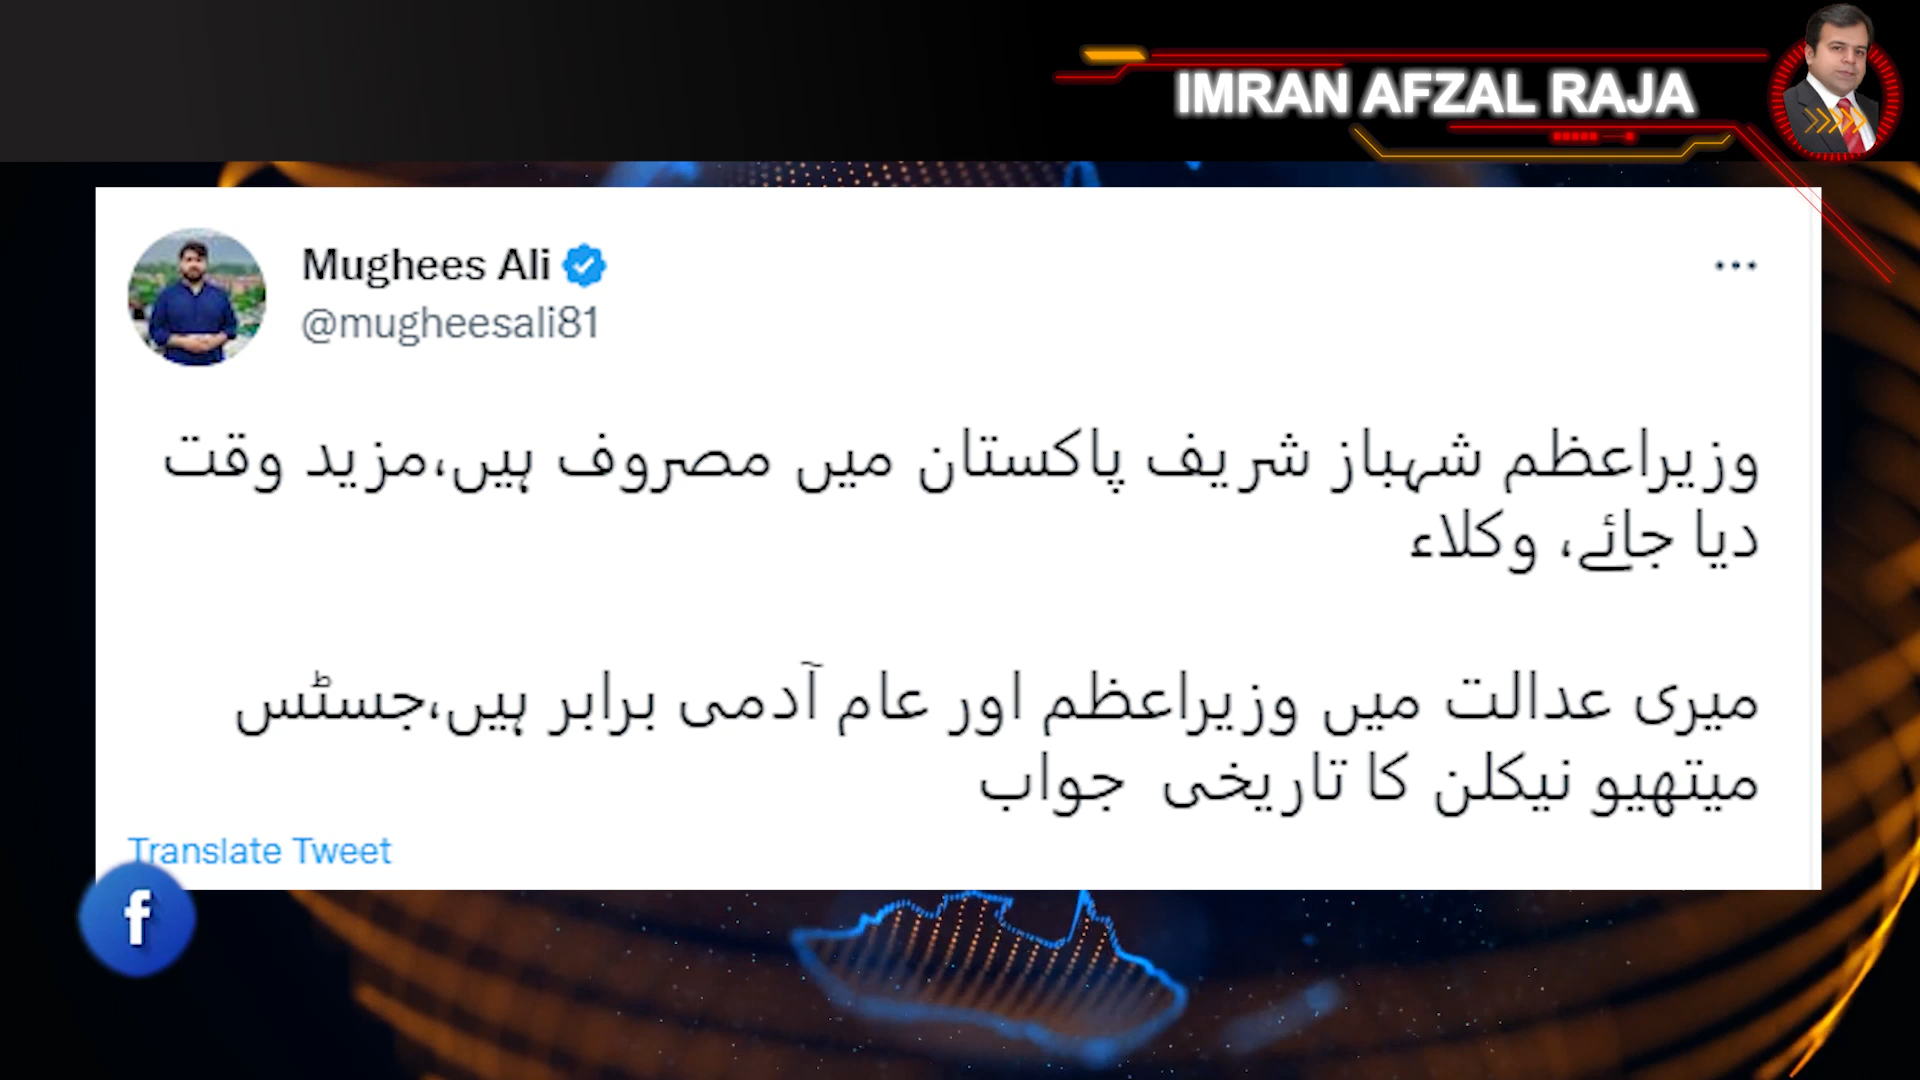 IMRAN AFZAL RAJA
Mughees Ali
@mugheesali81
وزیراعظم شہباز شریف پاکستان میں مصروف ہیں،مزید وقت
دیا جائے، وکلاء
میری عدالت میں وزیراعظم اور عام آدمی برابر ہیں،جسٹس
میتھیو نیکلن کا تاریخی جواب
Translate Tweet
f